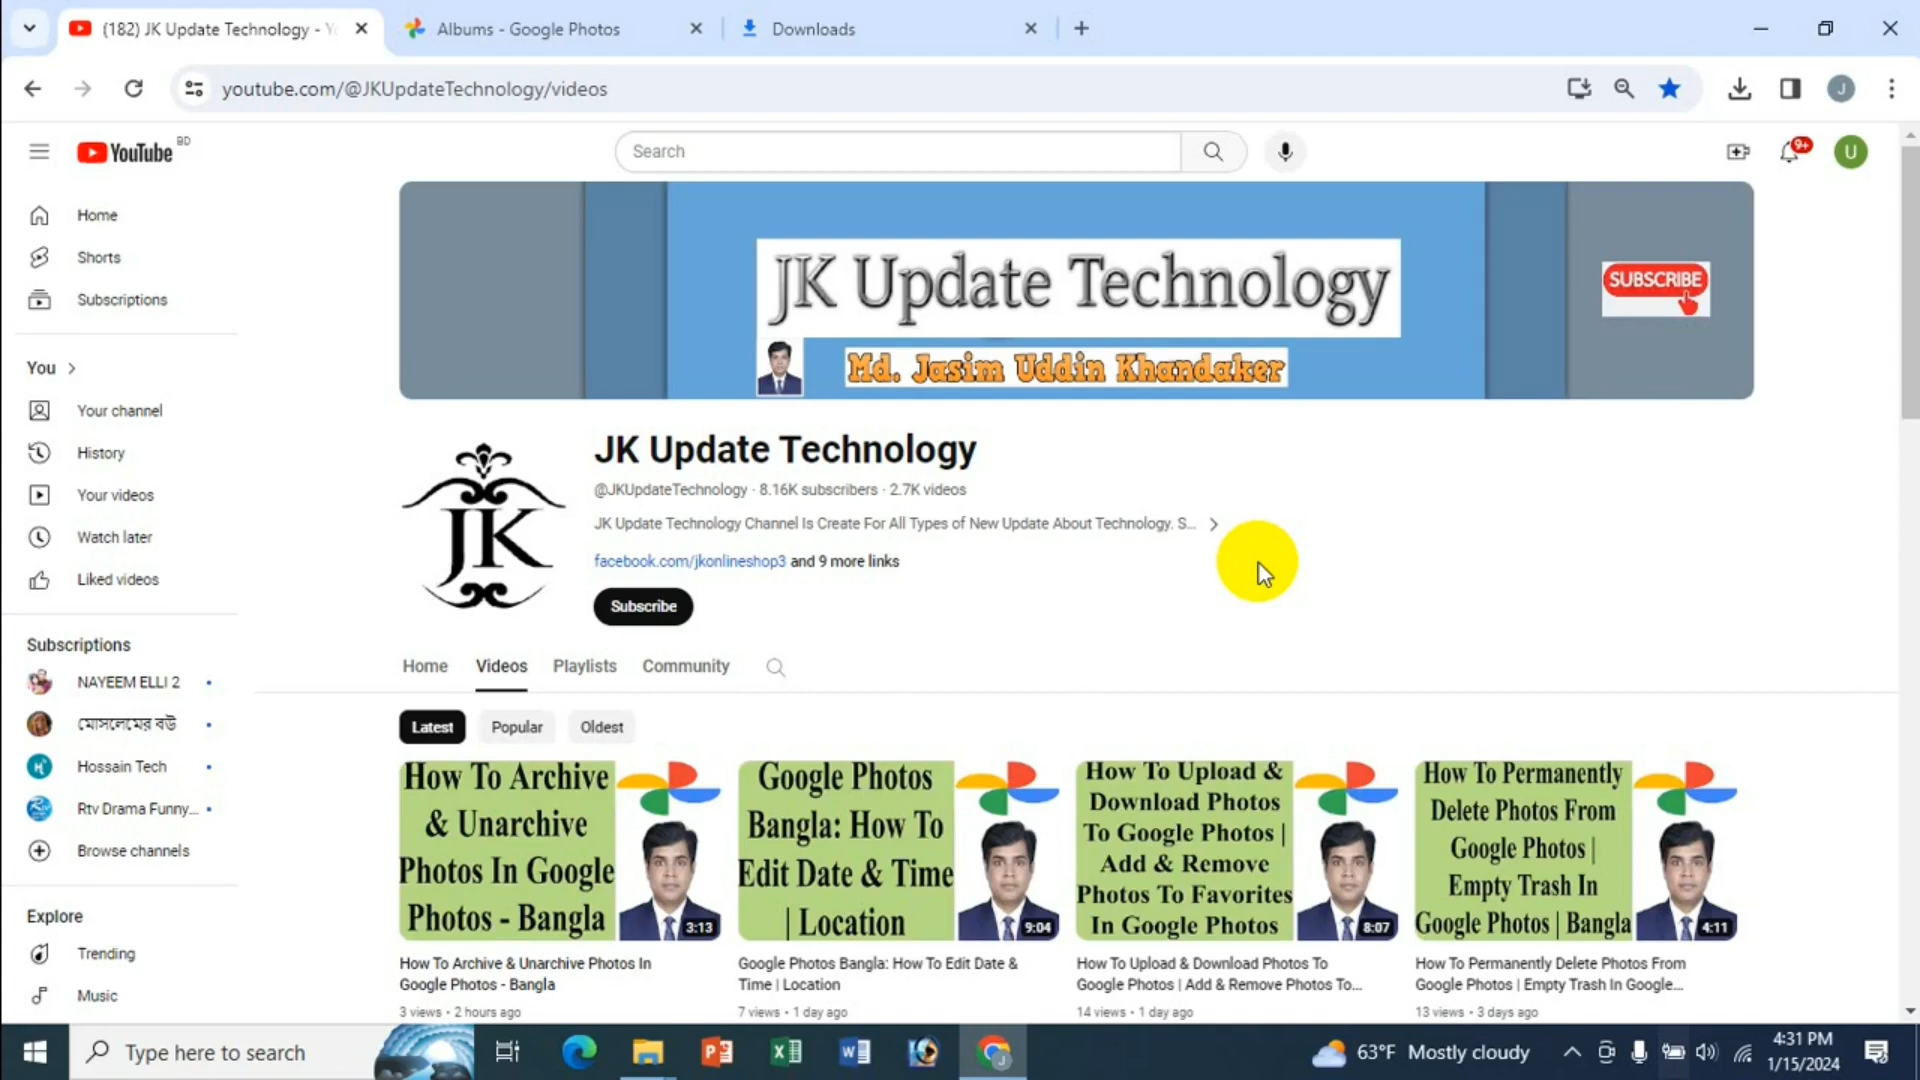 (182) JK Update Technology - Y
Albums - Google Photos
Downloads
youtube.com/@JKUpdateTechnology/videos
J
YouTube BD
Search
9+
U
JK Update Technology
Md. Jasim Uddin Khandaker
SUBSCRIBE
Home
Shorts
Subscriptions
You
Your channel
History
Your videos
Watch later
Liked videos
Subscriptions
NAYEEM ELLI 2
মোসলেমের বউ
Hossain Tech
Rtv Drama Funny...
Browse channels
Explore
Trending
Music
JK
JK Update Technology
@JKUpdateTechnology · 8.16K subscribers · 2.7K videos
JK Update Technology Channel Is Create For All Types of New Update About Technology. S...
facebook.com/jkonlineshop3 and 9 more links
Subscribe
Home Videos Playlists Community
Latest Popular Oldest
How To Archive
& Unarchive
Photos In Google
Photos - Bangla
3:13
How To Archive & Unarchive Photos In
Google Photos - Bangla
3 views · 2 hours ago
Google Photos
Bangla: How To
Edit Date & Time
| Location
9:04
Google Photos Bangla: How To Edit Date &
Time | Location
7 views · 1 day ago
How To Upload &
Download Photos
To Google Photos |
Add & Remove
Photos To Favorites
In Google Photos
8:07
How To Upload & Download Photos To
Google Photos | Add & Remove Photos To...
14 views · 1 day ago
How To Permanently
Delete Photos From
Google Photos |
Empty Trash In
Google Photos | Bangla
4:11
How To Permanently Delete Photos From
Google Photos | Empty Trash In Google...
13 views · 3 days ago
Type here to search
63°F Mostly cloudy
4:31 PM
1/15/2024